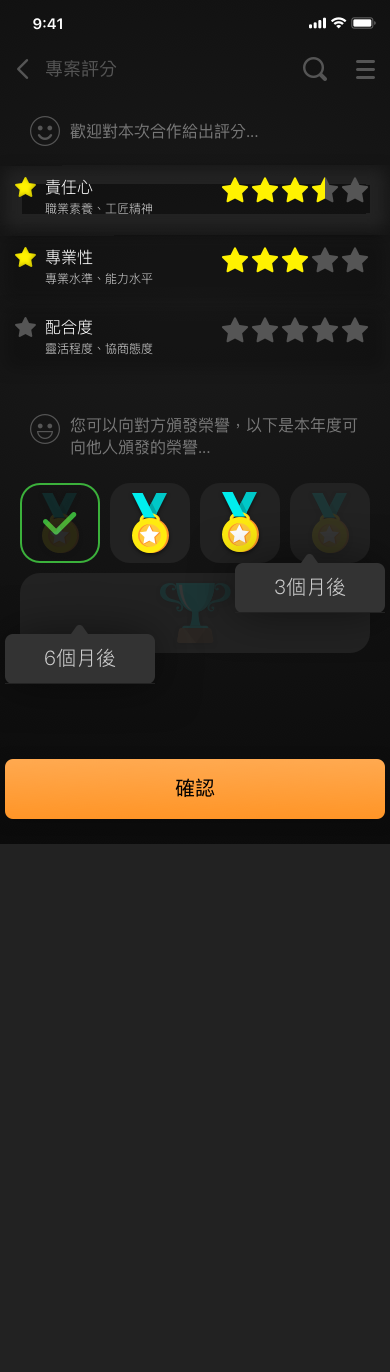 9:41
專案評分
歡迎對本次合作給出評分...
責任心
職業素養、工匠精神
專業性
專業水準、能力水平
配合度
靈活程度、協商態度
您可以向對方頒發榮譽，以下是本年度可
向他人頒發的榮譽...
3個月後
6個月後
確認